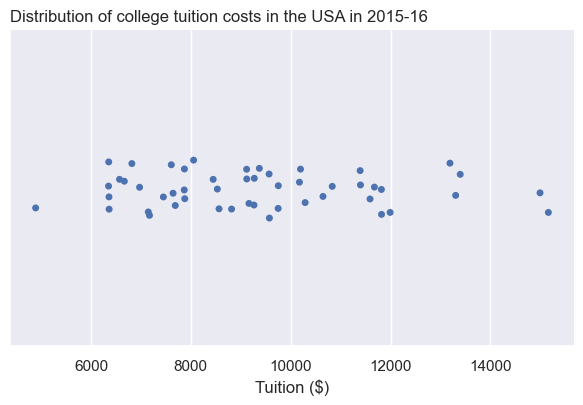 Distribution of college tuition costs in the USA in 2015-16
6000 8000 10000 12000 14000
Tuition ($)